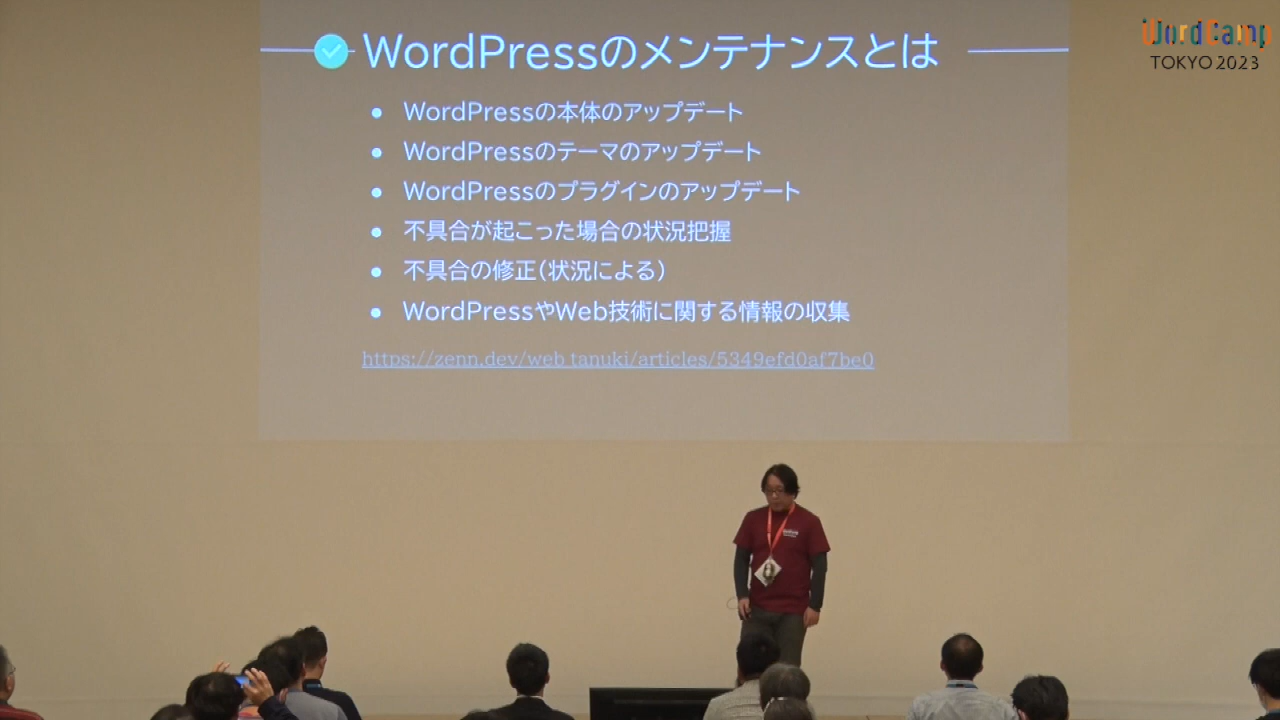 WordCamp
TOKYO 2023
WordPressのメンテナンスとは
WordPressの本体のアップデート
WordPressのテーマのアップデート
WordPressのプラグインのアップデート
不具合が起こった場合の状況把握
不具合の修正(状況による)
WordPressやWeb技術に関する情報の収集
https://zenn.dev/web_tanuki/articles/5349efd0af7be0